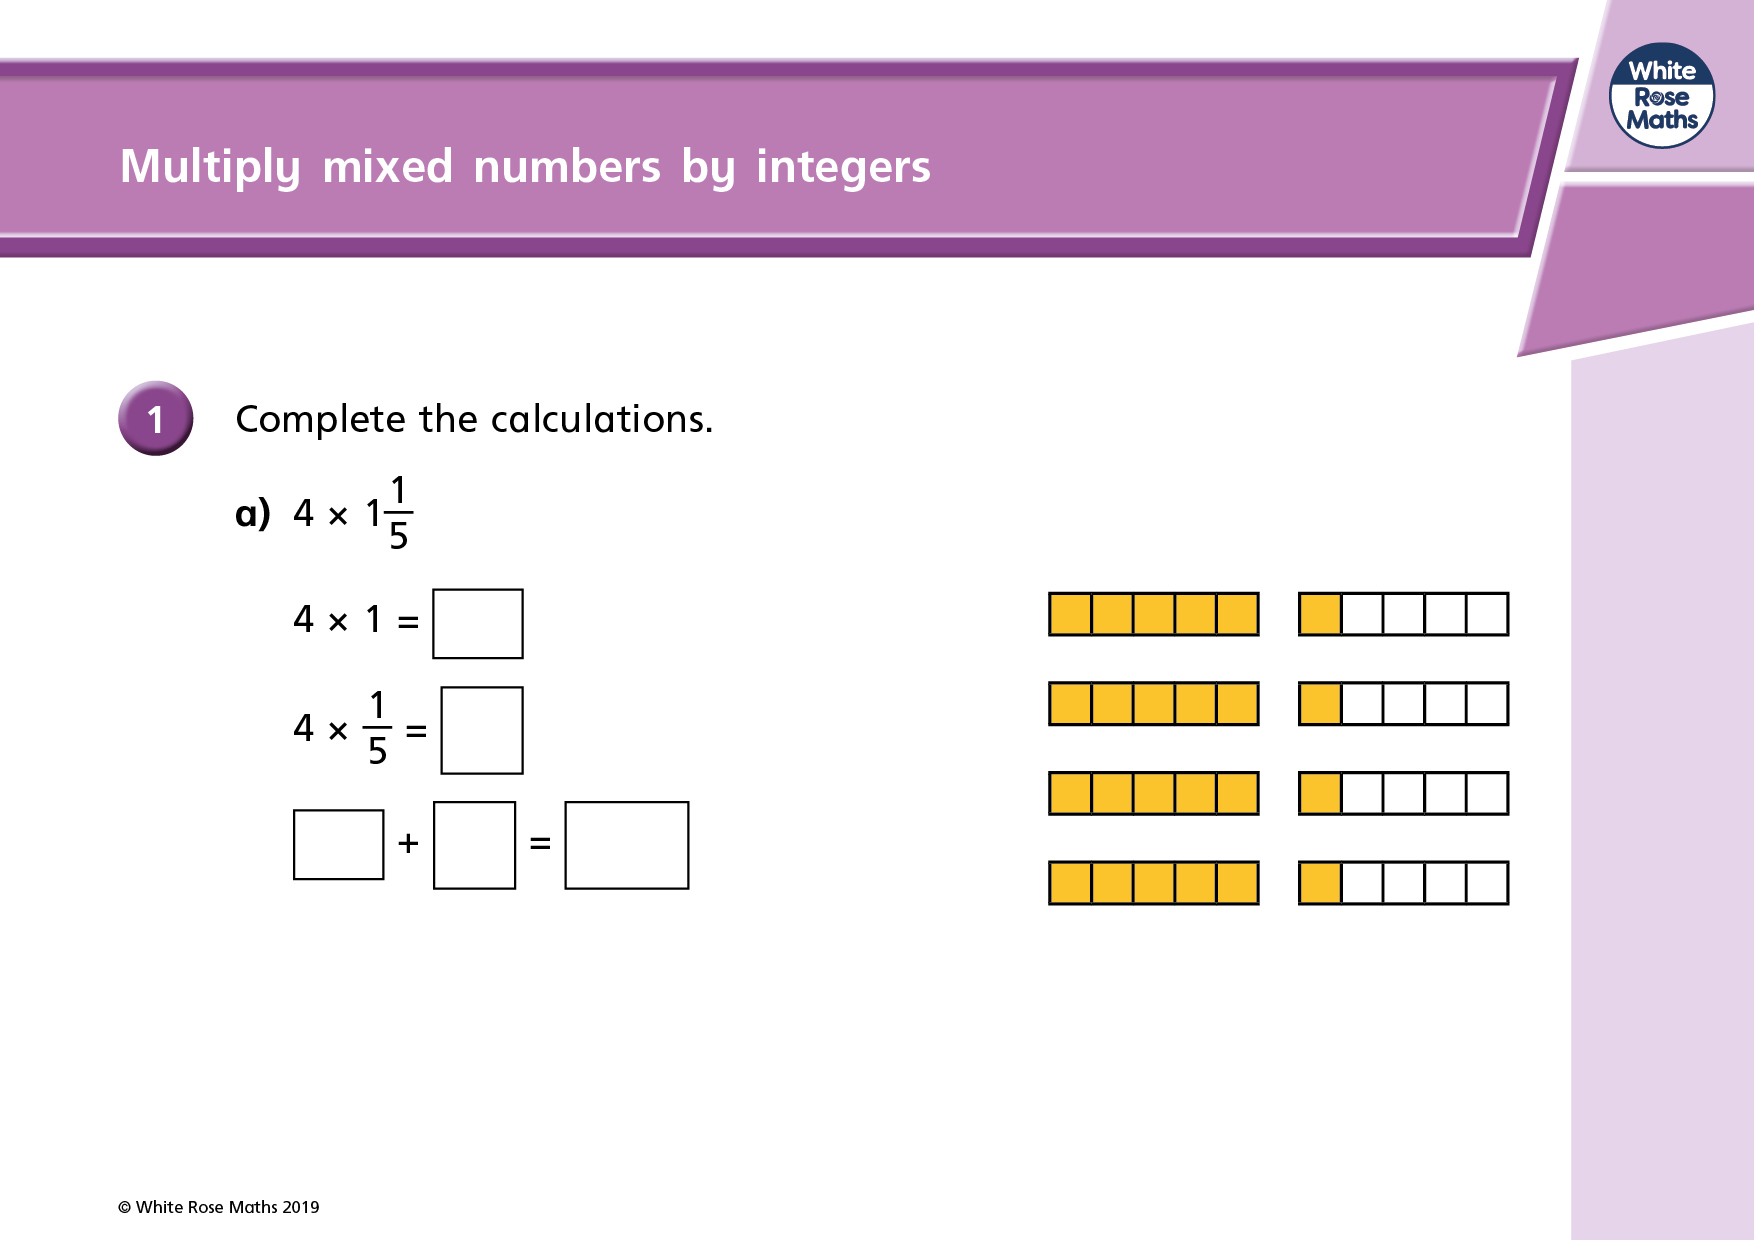 White
Rose
Maths
Multiply mixed numbers by integers
1 Complete the calculations.
a) 4 × 1 1/5
4 × 1 =
4 × 1/5 =
+ =
© White Rose Maths 2019